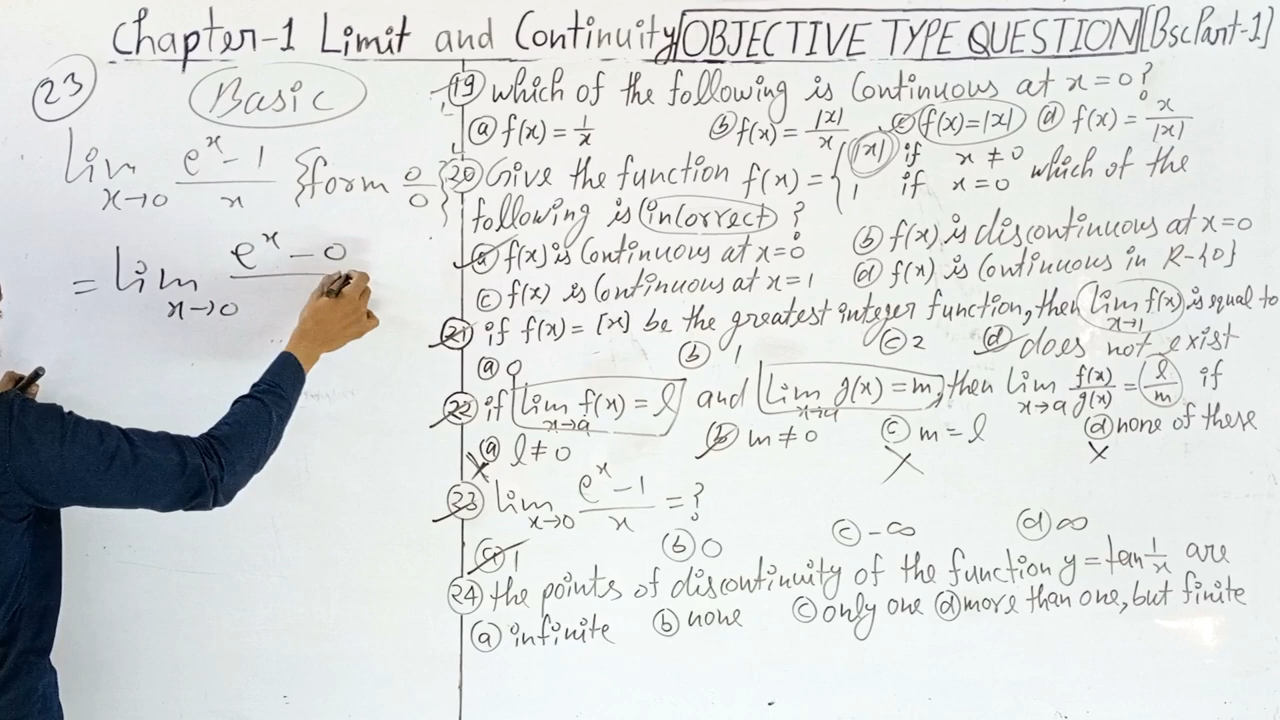 Chapter-1 Limit and Continuity [OBJECTIVE TYPE QUESTION] [Bsc Part-1]
23
Basic
lim x→0 (e^x - 1)/x {form 0/0}
= lim x→0 e^x - 0
19 which of the following is Continuous at x=0?
(a) f(x) = 1/x (b) f(x) = |x|/x (c) f(x) = |x| (d) f(x) = x/|x|
20 Give the function f(x) = { |x| if x ≠ 0
1 if x = 0 which of the
following is incorrect ?
(a) f(x) is Continuous at x=0 (b) f(x) is discontinuous at x=0
(c) f(x) is Continuous at x=1 (d) f(x) is Continuous in R-{0}
21 if f(x) = [x] be the greatest integer function, then lim x→1 f(x) is equal to
(a) 0 (b) 1 (c) 2 (d) does not exist
22 if lim x→a f(x) = l and lim x→a g(x) = m, then lim x→a f(x)/g(x) = l/m if
(a) l ≠ 0 (b) m ≠ 0 (c) m = l (d) none of these
23 lim x→0 (e^x - 1)/x = ?
(a) 1 (b) 0 (c) -∞ (d) ∞
24 the points of discontinuity of the function y = tan 1/x are
(a) infinite (b) none (c) only one (d) more than one, but finite